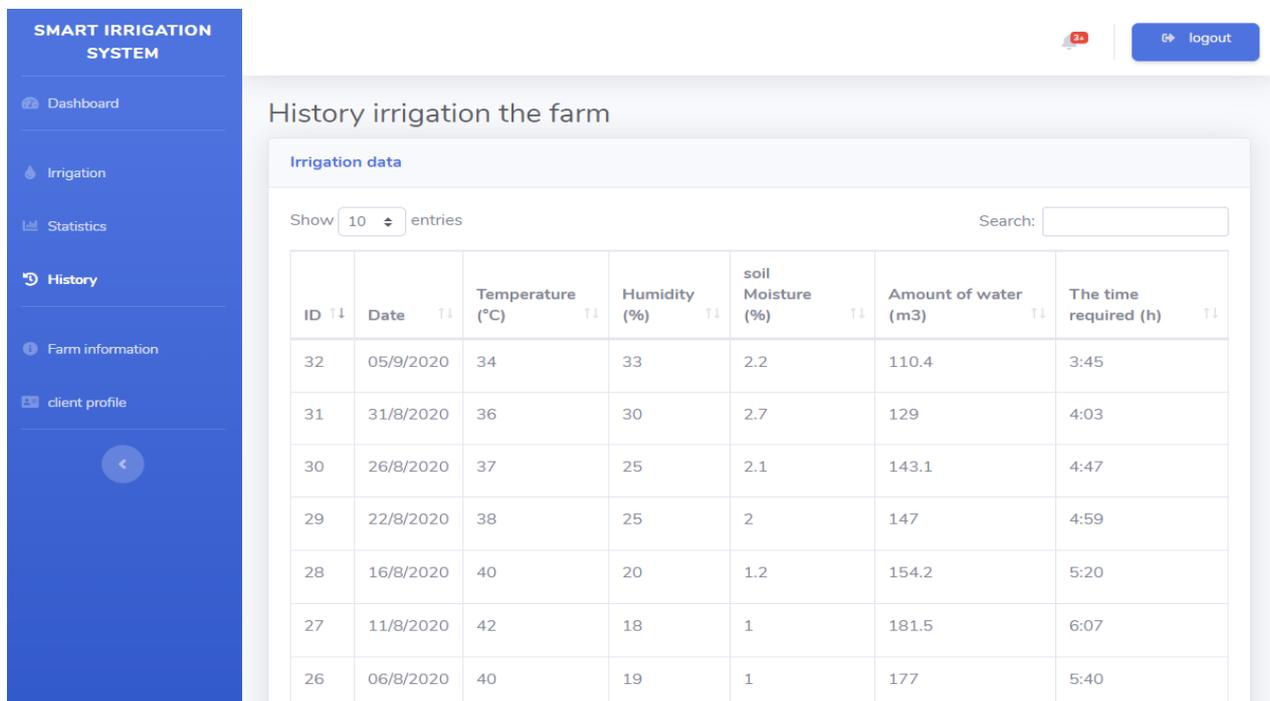 SMART IRRIGATION
SYSTEM
Dashboard
Irrigation
Statistics
History
Farm information
client profile
3+
logout
History irrigation the farm
Irrigation data
Show 10 entries
Search:
ID Date Temperature (°C) Humidity (%) soil Moisture (%) Amount of water (m3) The time required (h)
32 05/9/2020 34 33 2.2 110.4 3:45
31 31/8/2020 36 30 2.7 129 4:03
30 26/8/2020 37 25 2.1 143.1 4:47
29 22/8/2020 38 25 2 147 4:59
28 16/8/2020 40 20 1.2 154.2 5:20
27 11/8/2020 42 18 1 181.5 6:07
26 06/8/2020 40 19 1 177 5:40